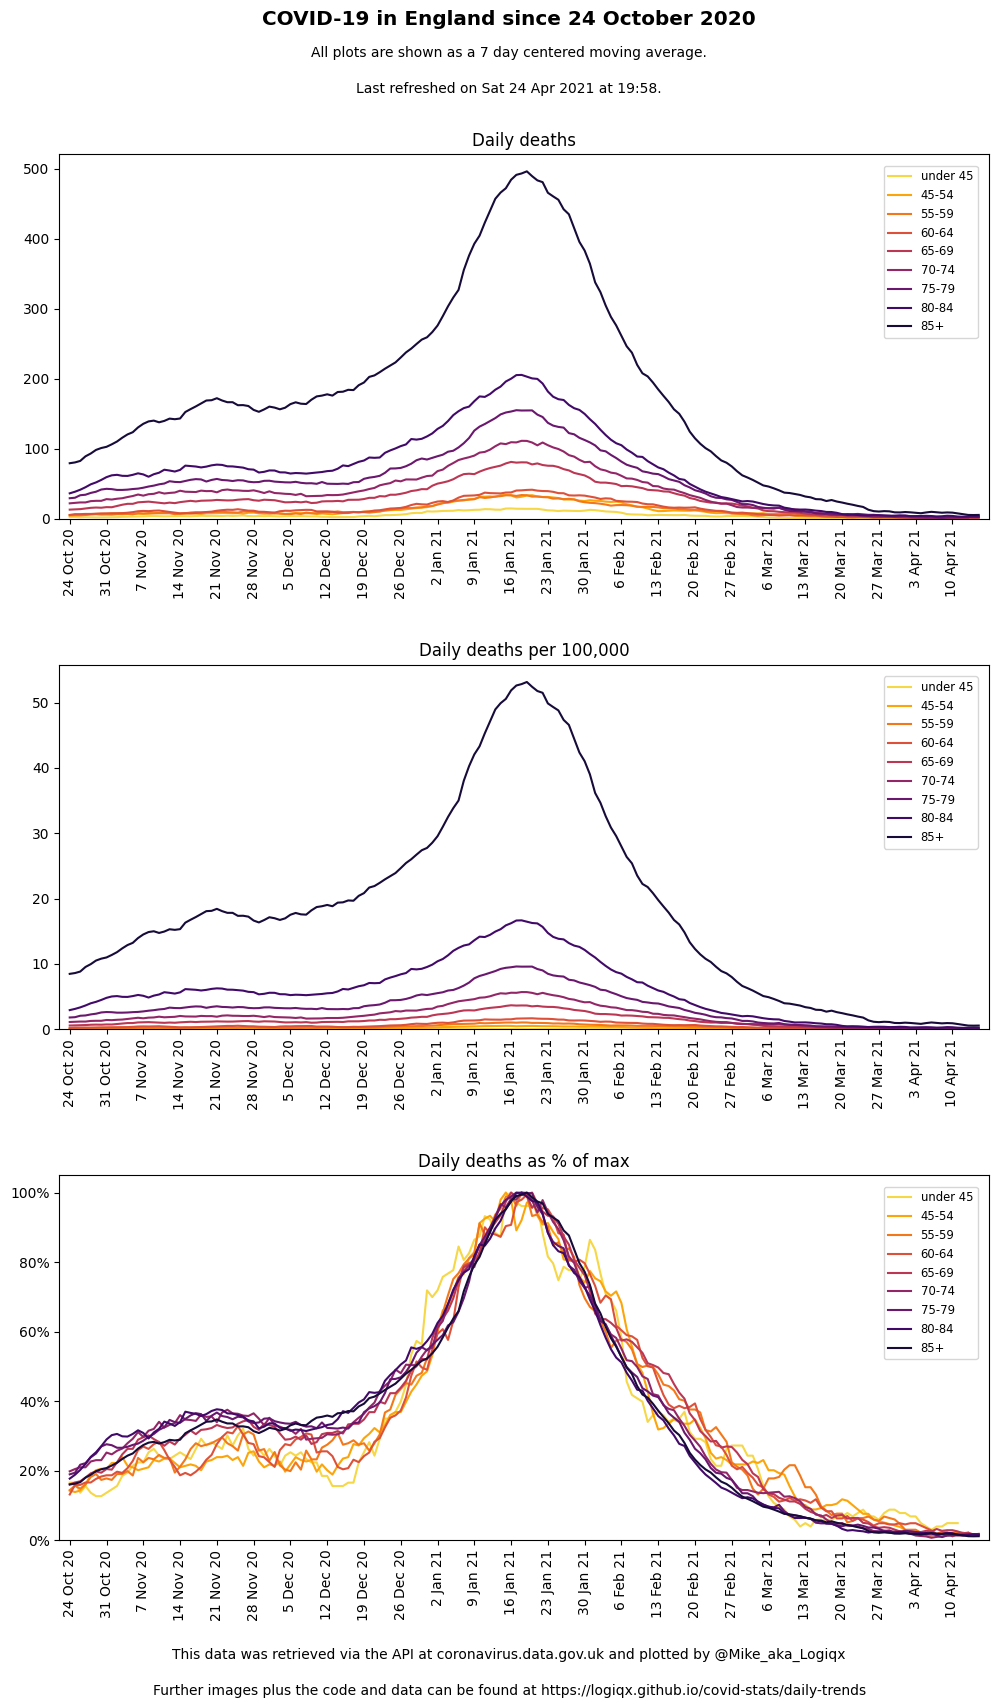 COVID-19 in England since 24 October 2020
All plots are shown as a 7 day centered moving average.
Last refreshed on Sat 24 Apr 2021 at 19:58.
Daily deaths
500
400
300
200
100
0
under 45
45-54
55-59
60-64
65-69
70-74
75-79
80-84
85+
24 Oct 20
31 Oct 20
7 Nov 20
14 Nov 20
21 Nov 20
28 Nov 20
5 Dec 20
12 Dec 20
19 Dec 20
26 Dec 20
2 Jan 21
9 Jan 21
16 Jan 21
23 Jan 21
30 Jan 21
6 Feb 21
13 Feb 21
20 Feb 21
27 Feb 21
6 Mar 21
13 Mar 21
20 Mar 21
27 Mar 21
3 Apr 21
10 Apr 21
Daily deaths per 100,000
50
40
30
20
10
0
under 45
45-54
55-59
60-64
65-69
70-74
75-79
80-84
85+
24 Oct 20
31 Oct 20
7 Nov 20
14 Nov 20
21 Nov 20
28 Nov 20
5 Dec 20
12 Dec 20
19 Dec 20
26 Dec 20
2 Jan 21
9 Jan 21
16 Jan 21
23 Jan 21
30 Jan 21
6 Feb 21
13 Feb 21
20 Feb 21
27 Feb 21
6 Mar 21
13 Mar 21
20 Mar 21
27 Mar 21
3 Apr 21
10 Apr 21
Daily deaths as % of max
100%
80%
60%
40%
20%
0%
under 45
45-54
55-59
60-64
65-69
70-74
75-79
80-84
85+
24 Oct 20
31 Oct 20
7 Nov 20
14 Nov 20
21 Nov 20
28 Nov 20
5 Dec 20
12 Dec 20
19 Dec 20
26 Dec 20
2 Jan 21
9 Jan 21
16 Jan 21
23 Jan 21
30 Jan 21
6 Feb 21
13 Feb 21
20 Feb 21
27 Feb 21
6 Mar 21
13 Mar 21
20 Mar 21
27 Mar 21
3 Apr 21
10 Apr 21
This data was retrieved via the API at coronavirus.data.gov.uk and plotted by @Mike_aka_Logiqx
Further images plus the code and data can be found at https://logiqx.github.io/covid-stats/daily-trends